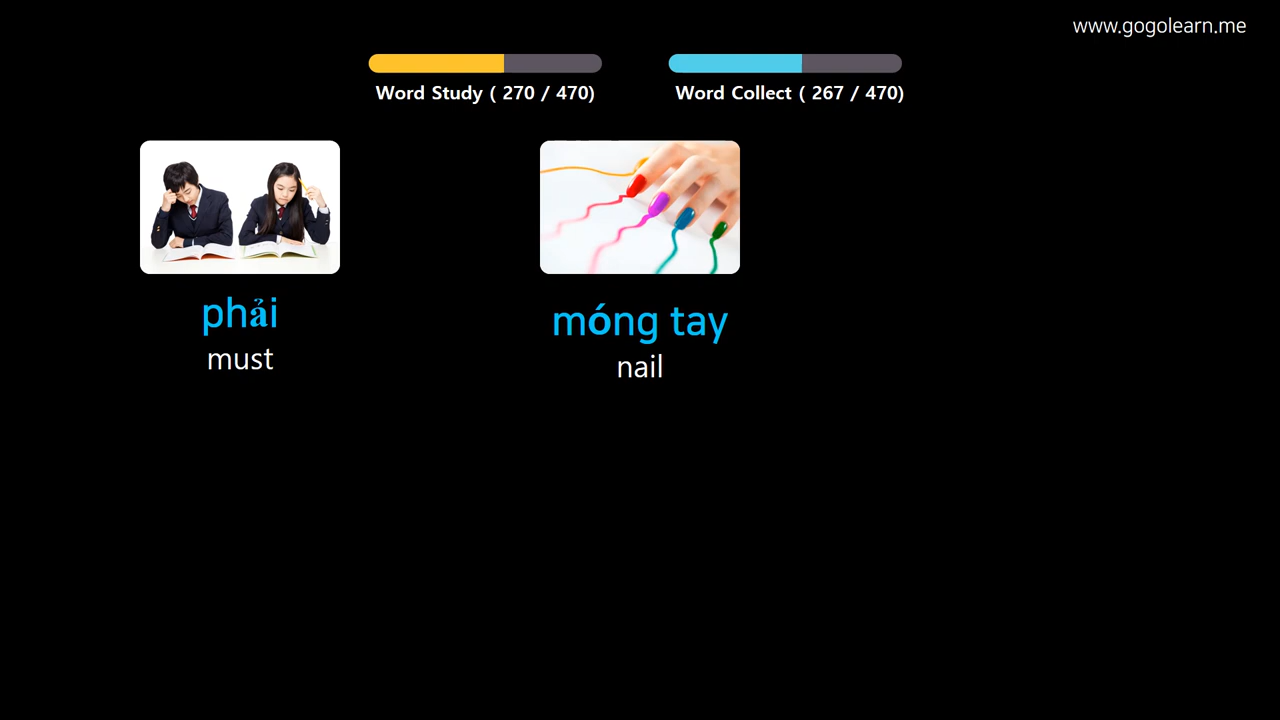 www.gogolearn.me
Word Study ( 270 / 470)
Word Collect ( 267 / 470)
phải
must
móng tay
nail